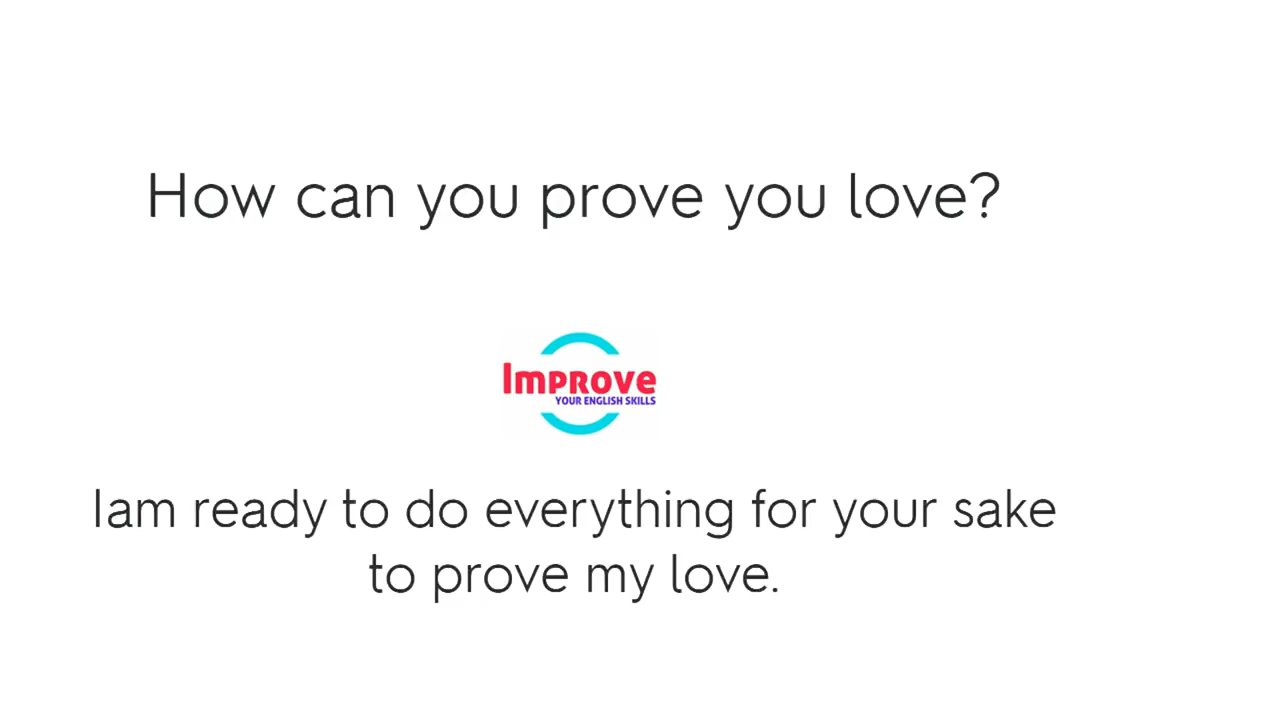 How can you prove you love?
Improve
YOUR ENGLISH SKILLS
Iam ready to do everything for your sake
to prove my love.